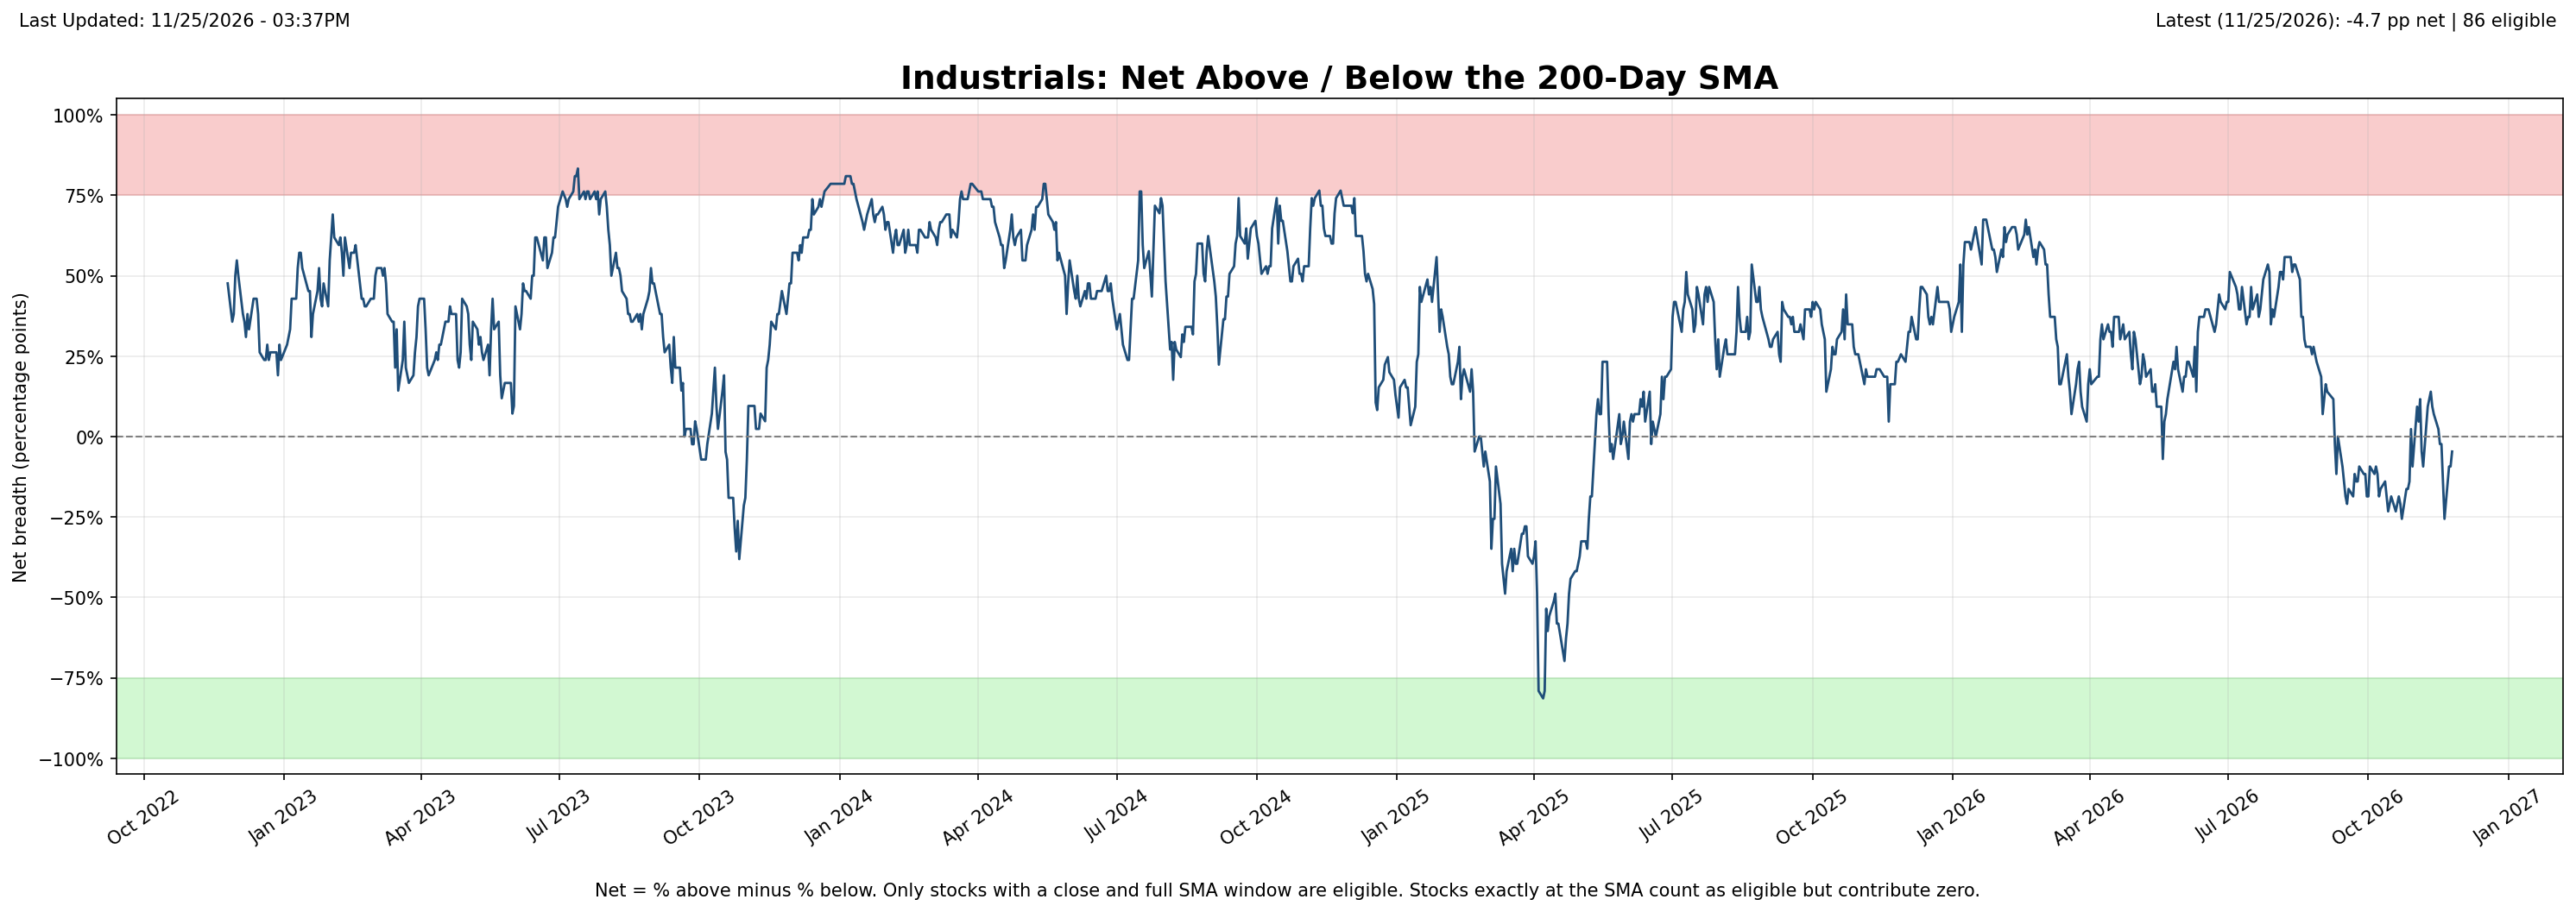 Last Updated: 11/25/2026 - 03:37PM
Latest (11/25/2026): -4.7 pp net | 86 eligible
Industrials: Net Above / Below the 200-Day SMA
Net breadth (percentage points)
100%
75%
50%
25%
0%
−25%
−50%
−75%
−100%
Oct 2022
Jan 2023
Apr 2023
Jul 2023
Oct 2023
Jan 2024
Apr 2024
Jul 2024
Oct 2024
Jan 2025
Apr 2025
Jul 2025
Oct 2025
Jan 2026
Apr 2026
Jul 2026
Oct 2026
Jan 2027
Net = % above minus % below. Only stocks with a close and full SMA window are eligible. Stocks exactly at the SMA count as eligible but contribute zero.